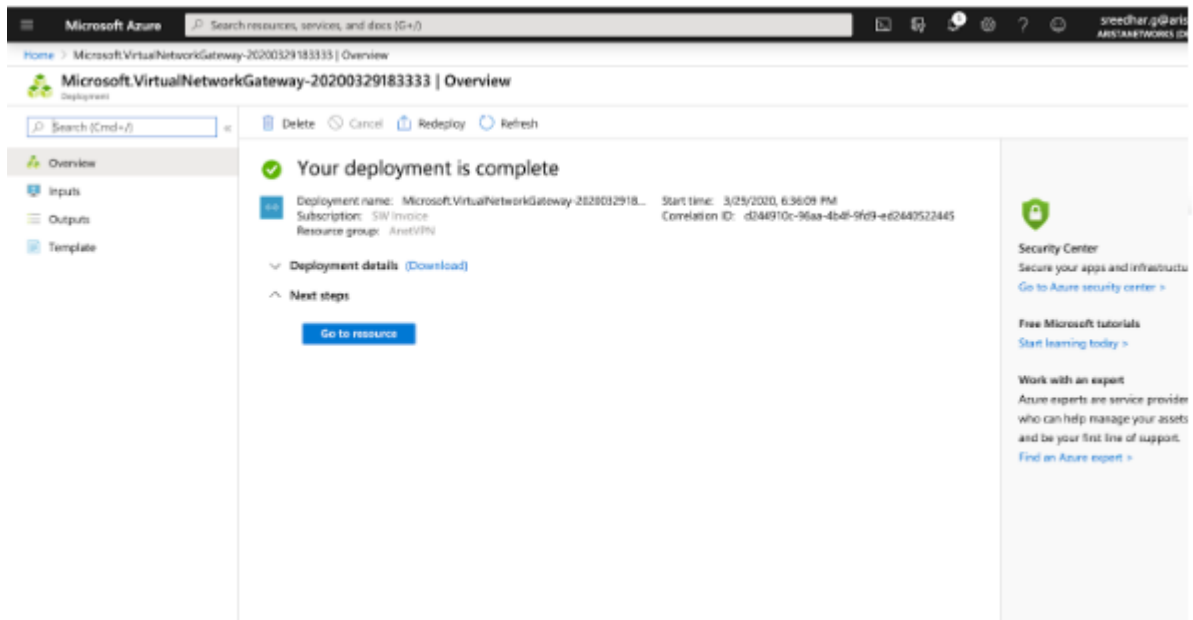 Microsoft Azure
Search resources, services, and docs (G+/)
1
?
sreedhar.g@aris
ARISTANETWORKS (DE
Home > Microsoft.VirtualNetworkGateway-20200329183333 | Overview
Microsoft.VirtualNetworkGateway-20200329183333 | Overview
Deployment
Search (Cmd+/)
«
Overview
Inputs
Outputs
Template
Delete Cancel Redeploy Refresh
Your deployment is complete
Deployment name: Microsoft.VirtualNetworkGateway-2020032918...
Subscription: SW Invoice
Resource group: AnetVPN
Start time: 3/29/2020, 6:36:09 PM
Correlation ID: d244910c-96aa-4b4f-9fd9-ed2440522445
Deployment details (Download)
Next steps
Go to resource
Security Center
Secure your apps and infrastructu
Go to Azure security center >
Free Microsoft tutorials
Start learning today >
Work with an expert
Azure experts are service provider
who can help manage your assets
and be your first line of support.
Find an Azure expert >